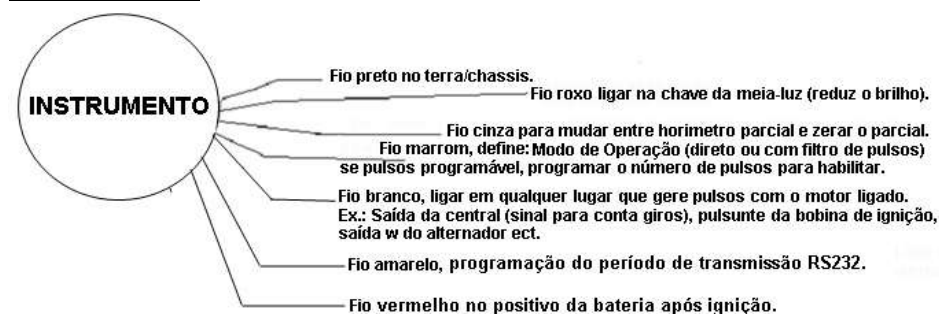 INSTRUMENTO
Fio preto no terra/chassis.
Fio roxo ligar na chave da meia-luz (reduz o brilho).
Fio cinza para mudar entre horimetro parcial e zerar o parcial.
Fio marrom, define: Modo de Operação (direto ou com filtro de pulsos)
se pulsos programável, programar o número de pulsos para habilitar.
Fio branco, ligar em qualquer lugar que gere pulsos com o motor ligado.
Ex.: Saída da central (sinal para conta giros), pulsunte da bobina de ignição,
saída w do alternador ect.
Fio amarelo, programação do período de transmissão RS232.
Fio vermelho no positivo da bateria após ignição.